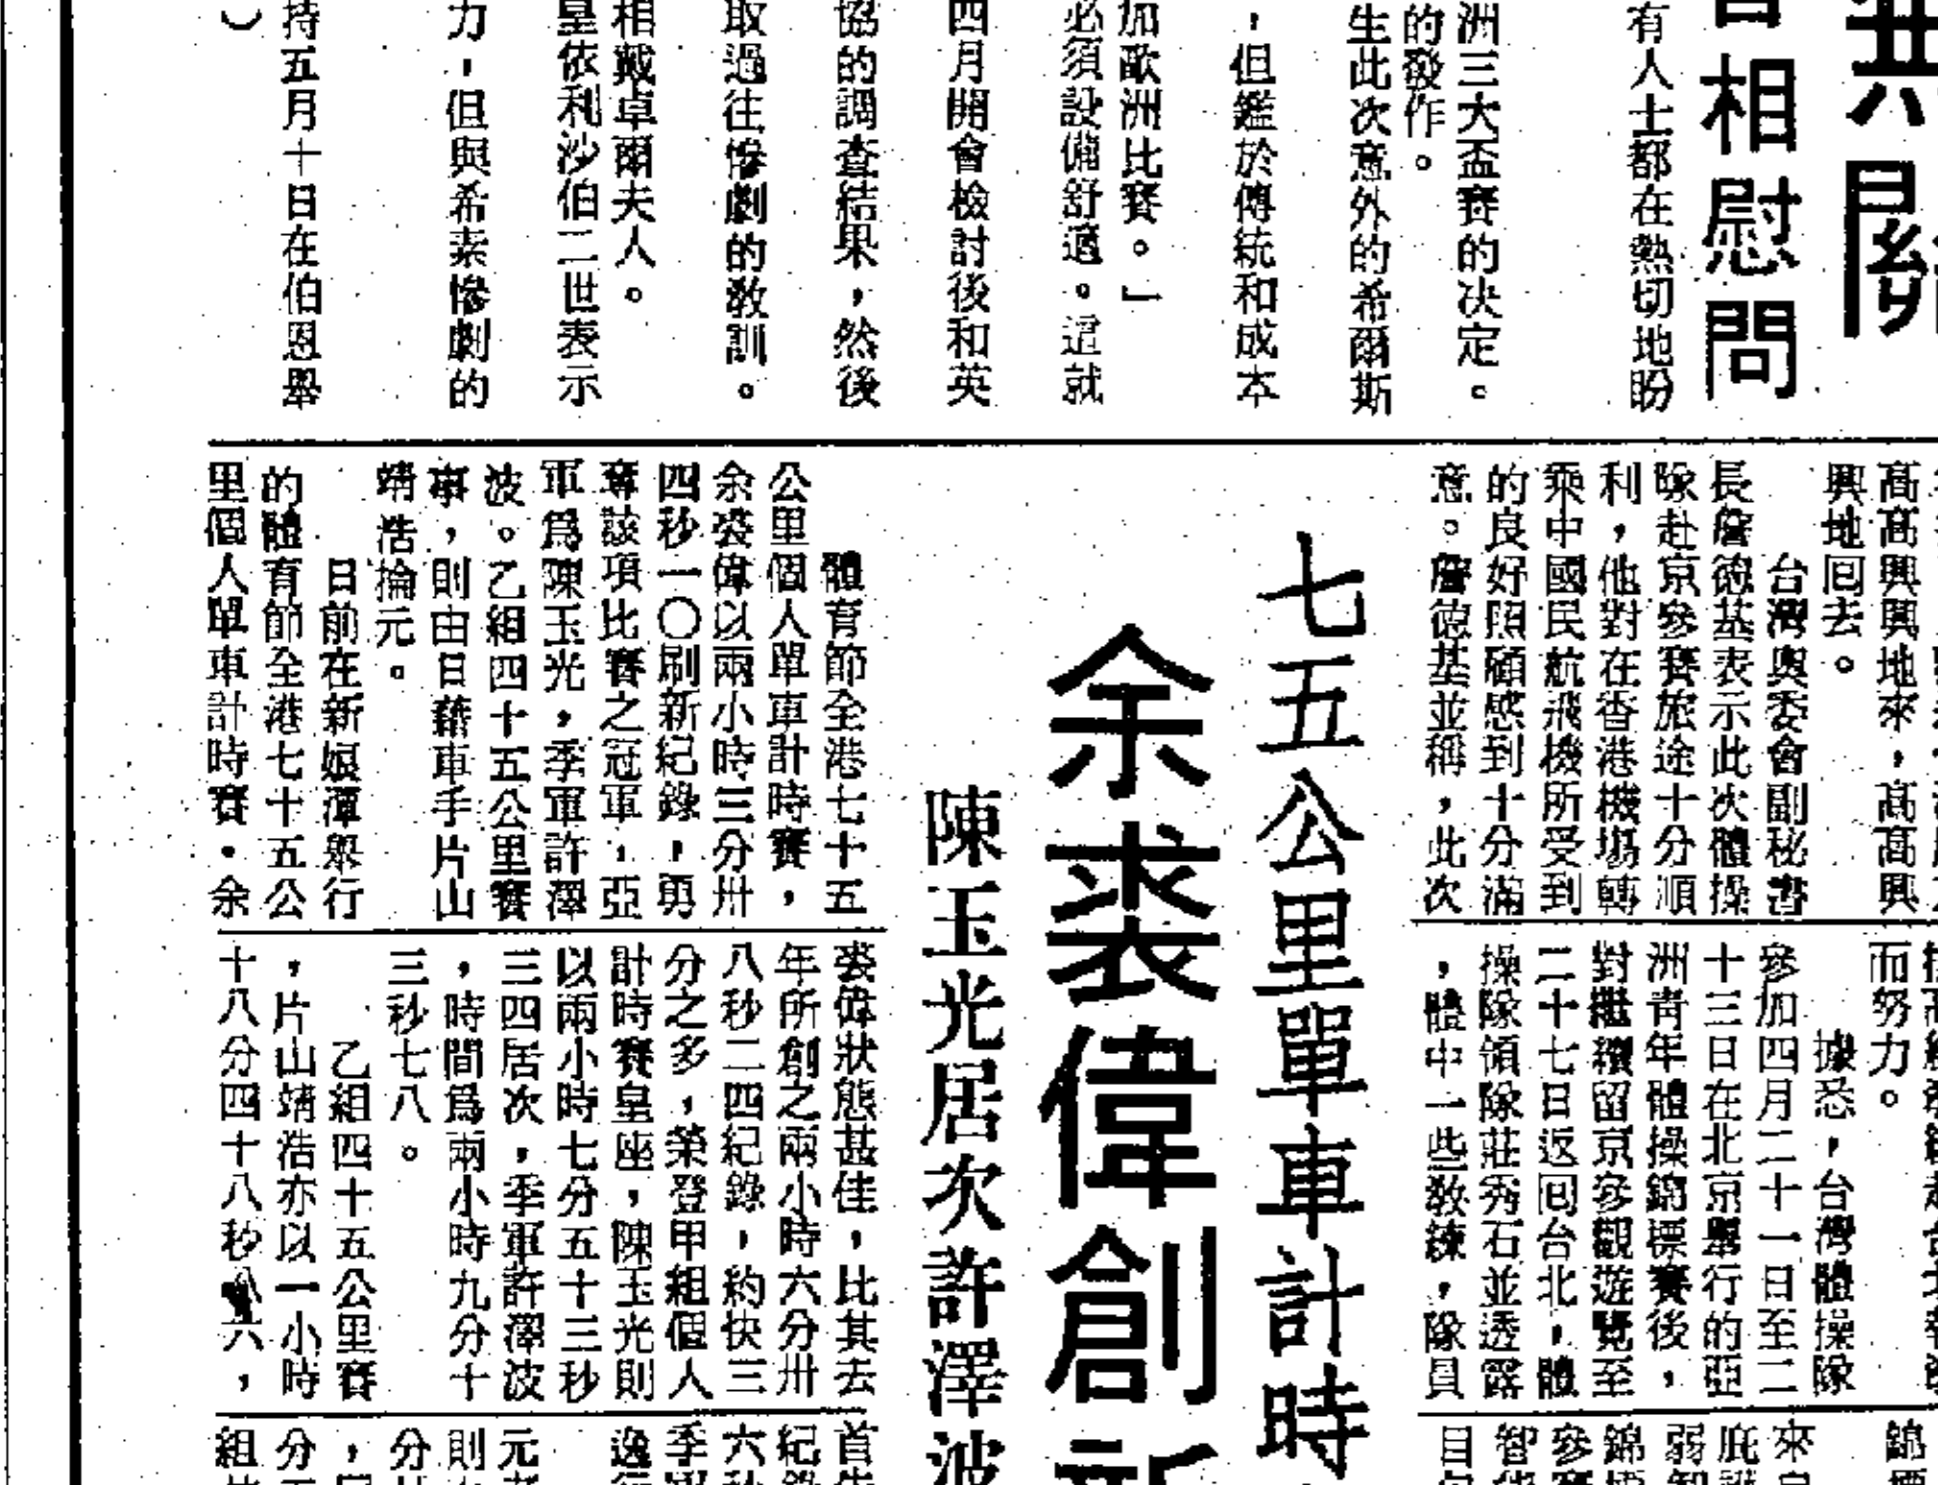 有人士都在熱切地盼
洲三大盃賽的决定。
的發作。
生此次意外的希爾斯
，但鑑於傳統和成本
加歐洲比賽。」
必須設備舒適。這就
四月開會檢討後和英
協的調查結果，然後
取過往慘劇的教訓。
相戴卓爾夫人。
皇依利沙伯二世表示
力，但與希素慘劇的
持五月十日在伯恩舉
）
相慰問
高高興興地來，高高興
興地囘去。
台灣奧委會副秘書
長詹德基表示此次體操
隊赴京參賽旅途十分順
利，他對在香港機塲轉
乘中國民航飛機所受到
的良好照顧感到十分滿
意。詹德基並稱，此次
而努力。
據悉，台灣體操隊
參加四月二十一日至二
十三日在北京舉行的亞
洲青年體操錦標賽後，
對繼續留京參觀遊覽至
二十七日返囘台北，體
操隊領隊莊秀石並透露
，體中一些教練，隊員
七五公里單車計時
余裘偉創新
陳玉光居次許澤波
體育節全港七十五
公里個人單車計時賽，
余裘偉以兩小時三分卅
四秒一〇刷新紀錄，勇
奪該項比賽之冠軍，亞
軍爲陳玉光，季軍許澤
波。乙組四十五公里賽
事，則由日藉車手片山
靖浩掄元。
日前在新娘潭舉行
的體育節全港七十五公
里個人單車計時賽，余
裘偉狀態甚佳，比其去
年所創之兩小時六分卅
八秒二四紀錄，約快三
分之多，榮登甲組個人
計時賽皇座，陳玉光則
以兩小時七分五十三秒
三四居次，季軍許澤波
，時間爲兩小時九分十
三秒七八。
乙組四十五公里賽
，片山靖浩亦以一小時
十八分四十八秒八六，